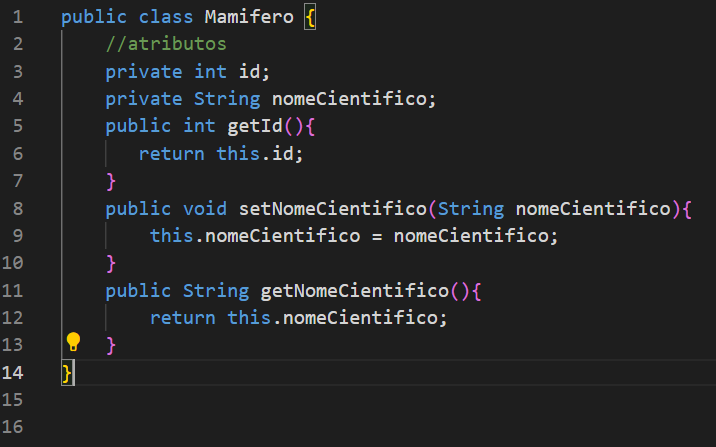 1 public class Mamifero {
2     //atributos
3     private int id;
4     private String nomeCientifico;
5     public int getId(){
6        return this.id;
7     }
8     public void setNomeCientifico(String nomeCientifico){
9         this.nomeCientifico = nomeCientifico;
10     }
11     public String getNomeCientifico(){
12         return this.nomeCientifico;
13     }
14 }
15
16